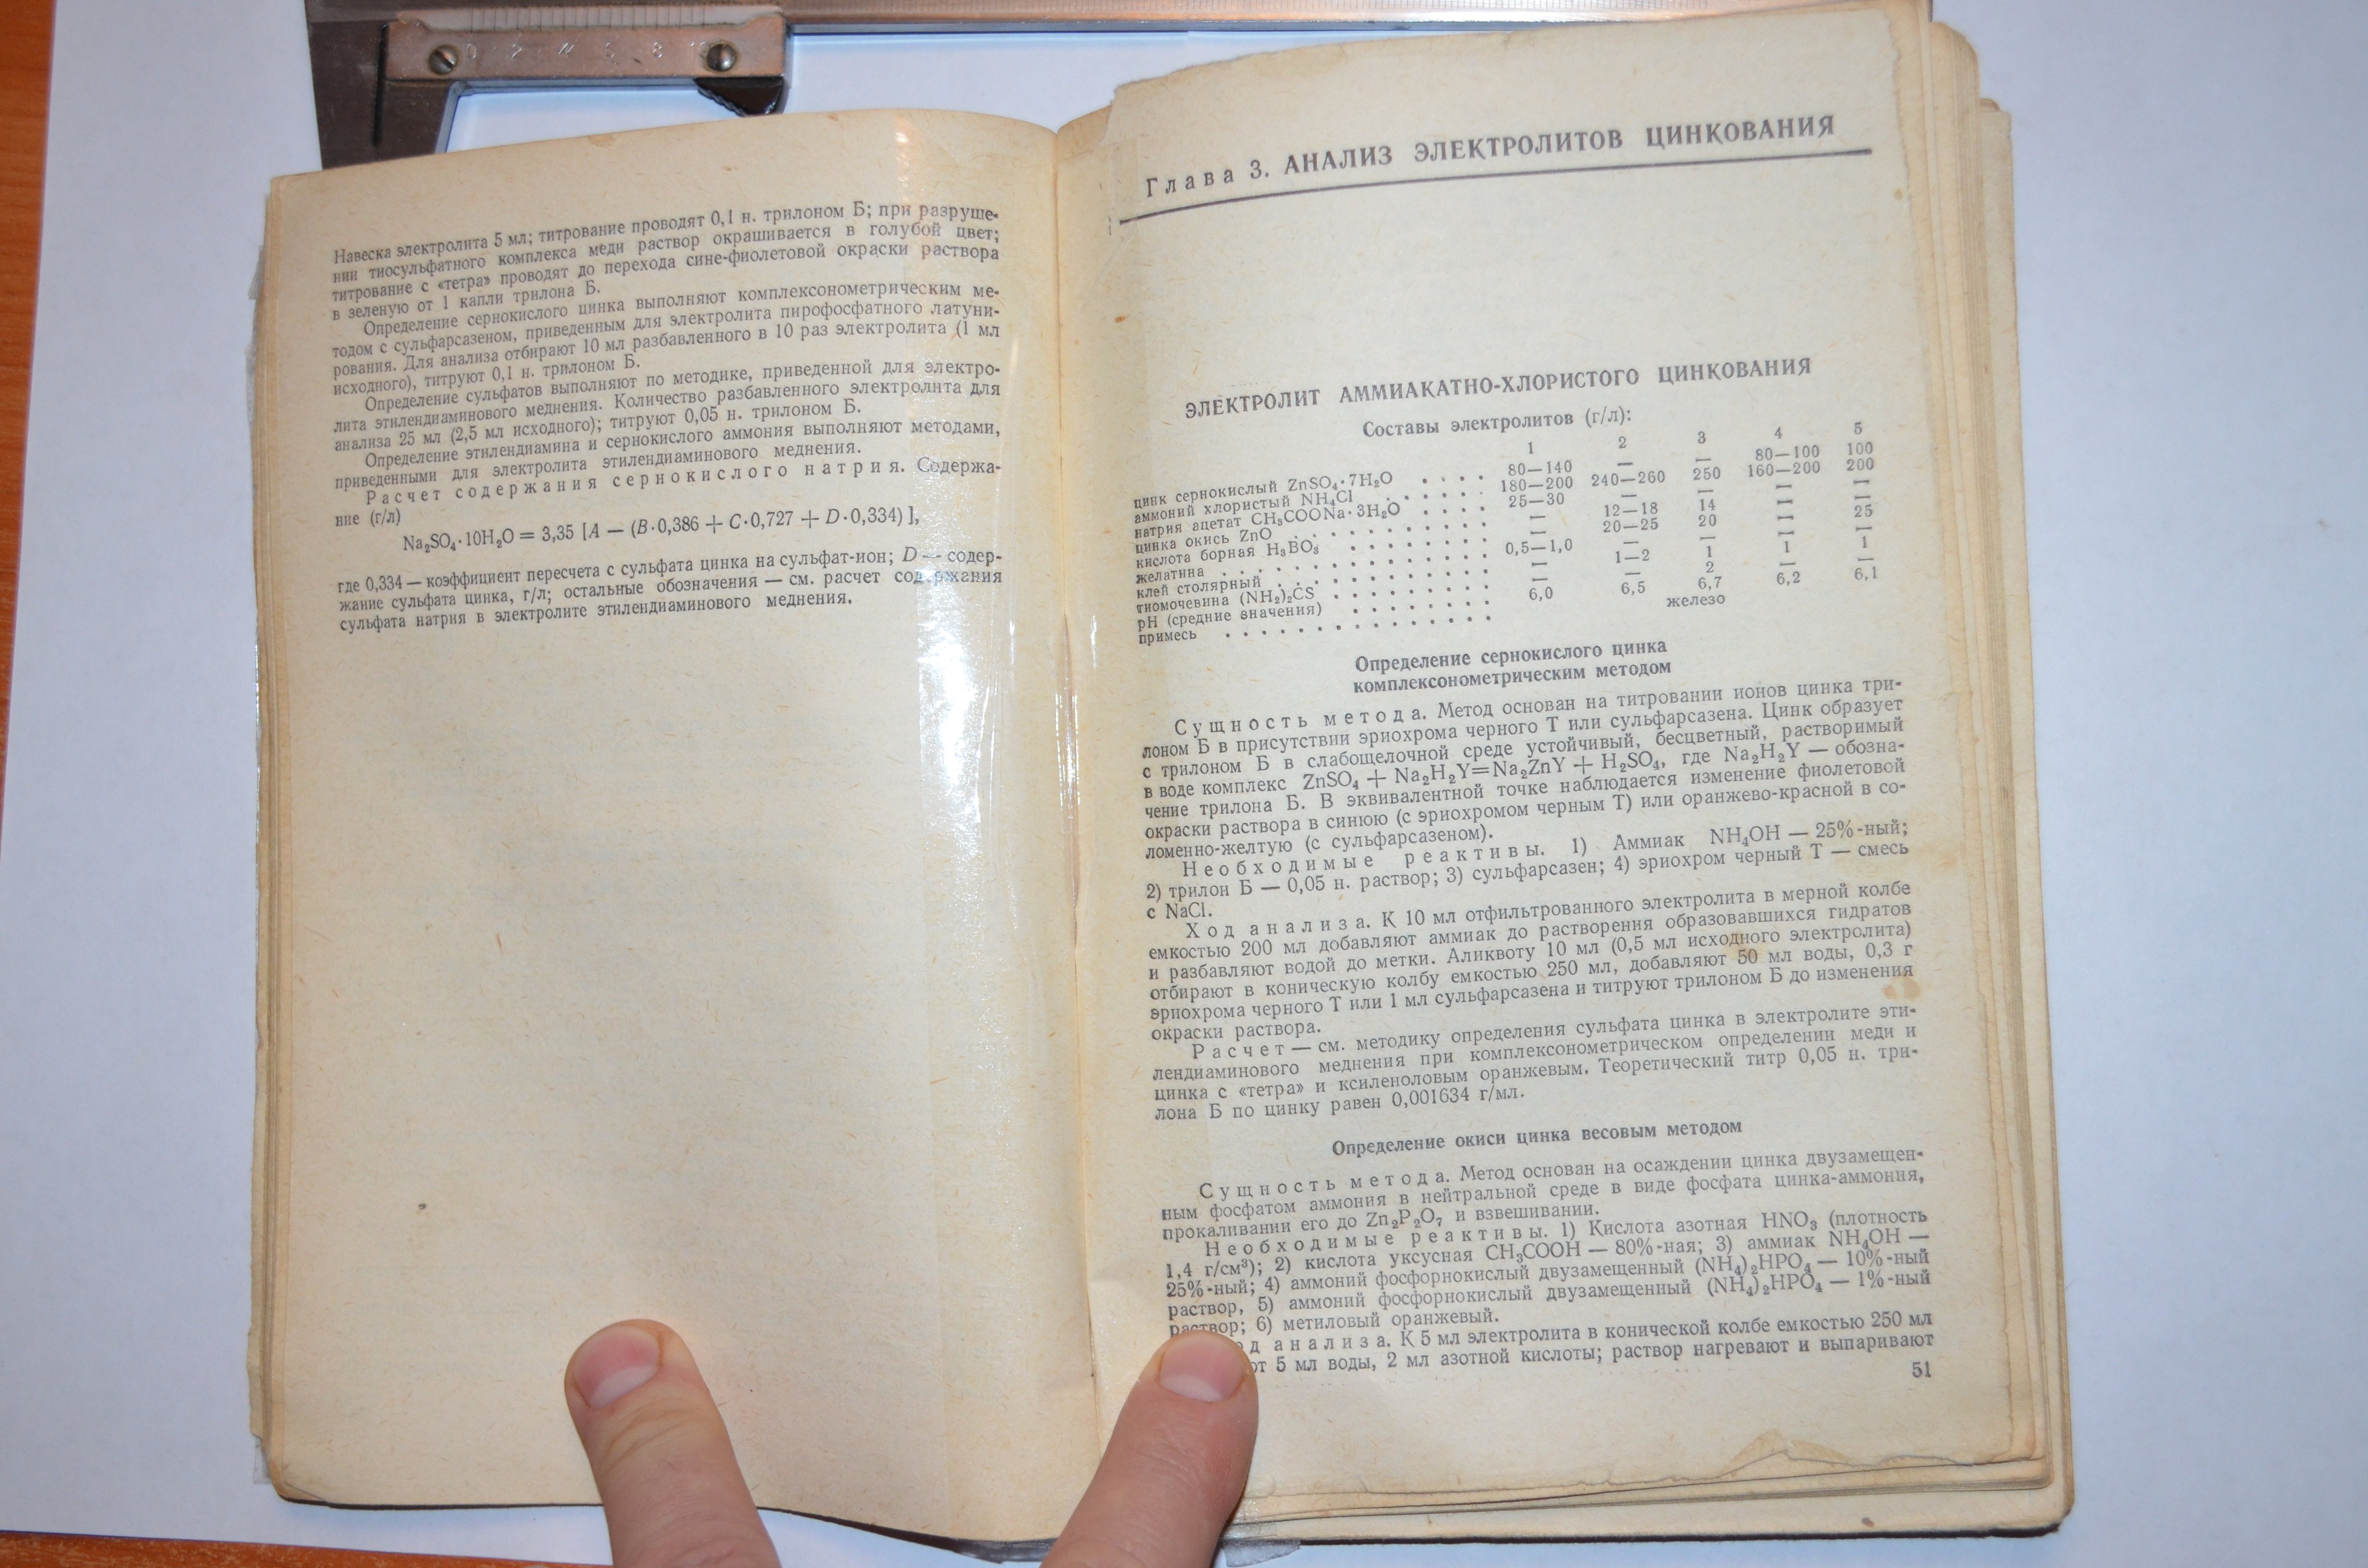 0 2 4 6 8 10
Навеска электролита 5 мл; титрование проводят 0,1 н. трилоном Б; при разруше-
нии тиосульфатного комплекса меди раствор окрашивается в голубой цвет;
титрование с «тетра» проводят до перехода сине-фиолетовой окраски раствора
в зеленую от 1 капли трилона Б.
Определение сернокислого цинка выполняют комплексонометрическим ме-
тодом с сульфарсазеном, приведенным для электролита пирофосфатного латуни-
рования. Для анализа отбирают 10 мл разбавленного в 10 раз электролита (1 мл
исходного), титруют 0,1 н. трилоном Б.
Определение сульфатов выполняют по методике, приведенной для электро-
лита этилендиаминового меднения. Количество разбавленного электролита для
анализа 25 мл (2,5 мл исходного); титруют 0,05 н. трилоном Б.
Определение этилендиамина и сернокислого аммония выполняют методами,
приведенными для электролита этилендиаминового меднения.
Расчет содержания сернокислого натрия. Содержа-
ние (г/л)
Na₂SO₄·10H₂O = 3,35 [A — (B·0,386 + C·0,727 + D·0,334) ],
где 0,334 — коэффициент пересчета с сульфата цинка на сульфат-ион; D — содер-
жание сульфата цинка, г/л; остальные обозначения — см. расчет содержания
сульфата натрия в электролите этилендиаминового меднения.
Глава 3. АНАЛИЗ ЭЛЕКТРОЛИТОВ ЦИНКОВАНИЯ
ЭЛЕКТРОЛИТ АММИАКАТНО-ХЛОРИСТОГО ЦИНКОВАНИЯ
Составы электролитов (г/л):
1 2 3 4 5
цинк сернокислый ZnSO₄·7H₂O . . . . 80—140 — — 80—100 100
аммоний хлористый NH₄Cl . . . . . . 180—200 240—260 250 160—200 200
натрия ацетат CH₃COONa·3H₂O . . . . 25—30 — — — —
цинка окись ZnO . . . . . . . . . . — 12—18 14 — —
кислота борная H₃BO₃ . . . . . . . . — 20—25 20 — 25
желатина . . . . . . . . . . . . . . 0,5—1,0 — — — —
клей столярный . . . . . . . . . . . — 1—2 1 1 1
тиомочевина (NH₂)₂CS . . . . . . . . — 2 —
pH (средние значения) . . . . . . . . 6,0 6,5 6,7 6,2 6,1
примесь . . . . . . . . . . . . . . . железо
Определение сернокислого цинка
комплексонометрическим методом
Сущность метода. Метод основан на титровании ионов цинка три-
лоном Б в присутствии эриохрома черного Т или сульфарсазена. Цинк образует
с трилоном Б в слабощелочной среде устойчивый, бесцветный, растворимый
в воде комплекс ZnSO₄ + Na₂H₂Y=Na₂ZnY + H₂SO₄, где Na₂H₂Y — обозна-
чение трилона Б. В эквивалентной точке наблюдается изменение фиолетовой
окраски раствора в синюю (с эриохромом черным Т) или оранжево-красной в со-
ломенно-желтую (с сульфарсазеном).
Необходимые реактивы. 1) Аммиак NH₄OH — 25%-ный;
2) трилон Б — 0,05 н. раствор; 3) сульфарсазен; 4) эриохром черный Т — смесь
с NaCl.
Ход анализа. К 10 мл отфильтрованного электролита в мерной колбе
емкостью 200 мл добавляют аммиак до растворения образовавшихся гидратов
и разбавляют водой до метки. Аликвоту 10 мл (0,5 мл исходного электролита)
отбирают в коническую колбу емкостью 250 мл, добавляют 50 мл воды, 0,3 г
эриохрома черного Т или 1 мл сульфарсазена и титруют трилоном Б до изменения
окраски раствора.
Расчет — см. методику определения сульфата цинка в электролите эти-
лендиаминового меднения при комплексонометрическом определении меди и
цинка с «тетра» и ксиленоловым оранжевым. Теоретический титр 0,05 н. три-
лона Б по цинку равен 0,001634 г/мл.
Определение окиси цинка весовым методом
Сущность метода. Метод основан на осаждении цинка двузамещен-
ным фосфатом аммония в нейтральной среде в виде фосфата цинка-аммония,
прокаливании его до Zn₂P₂O₇ и взвешивании.
Необходимые реактивы. 1) Кислота азотная HNO₃ (плотность
1,4 г/см³); 2) кислота уксусная CH₃COOH — 80%-ная; 3) аммиак NH₄OH —
25%-ный; 4) аммоний фосфорнокислый двузамещенный (NH₄)₂HPO₄ — 10%-ный
раствор, 5) аммоний фосфорнокислый двузамещенный (NH₄)₂HPO₄ — 1%-ный
раствор; 6) метиловый оранжевый.
анализа. К 5 мл электролита в конической колбе емкостью 250 мл
5 мл воды, 2 мл азотной кислоты; раствор нагревают и выпаривают
51